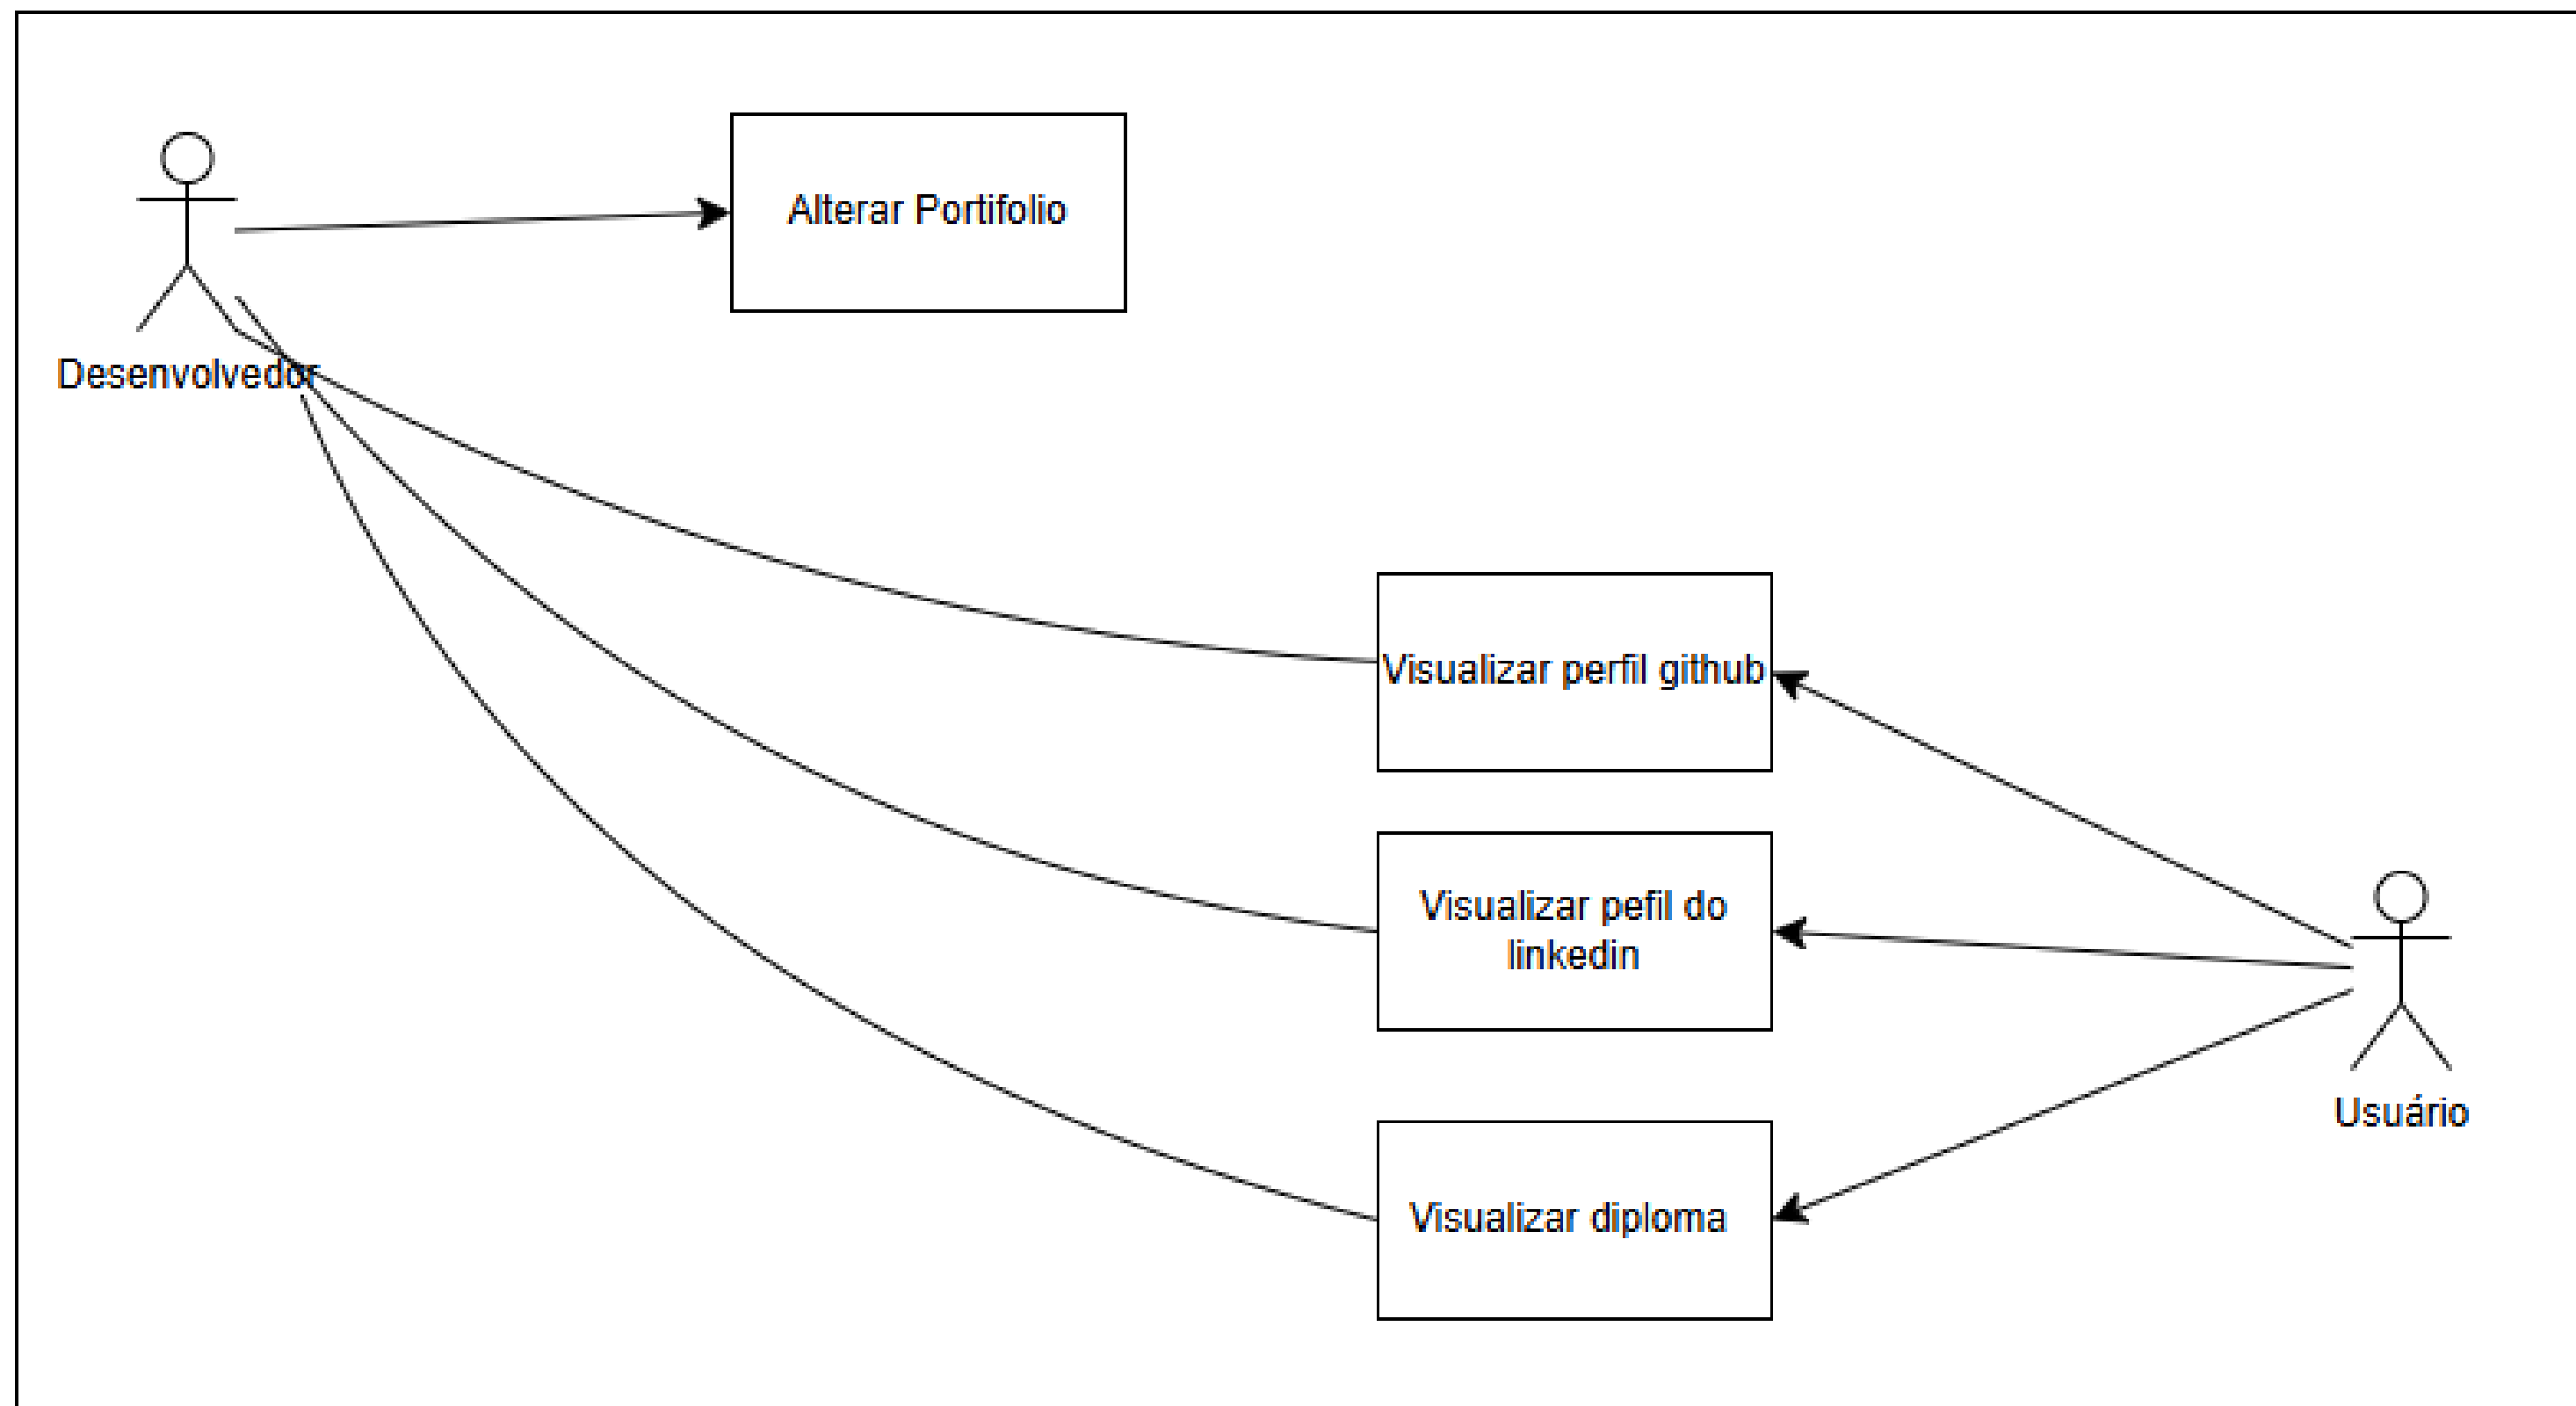 Alterar Portifolio
Desenvolvedor
Visualizar perfil github
Visualizar pefil do
linkedin
Usuário
Visualizar diploma